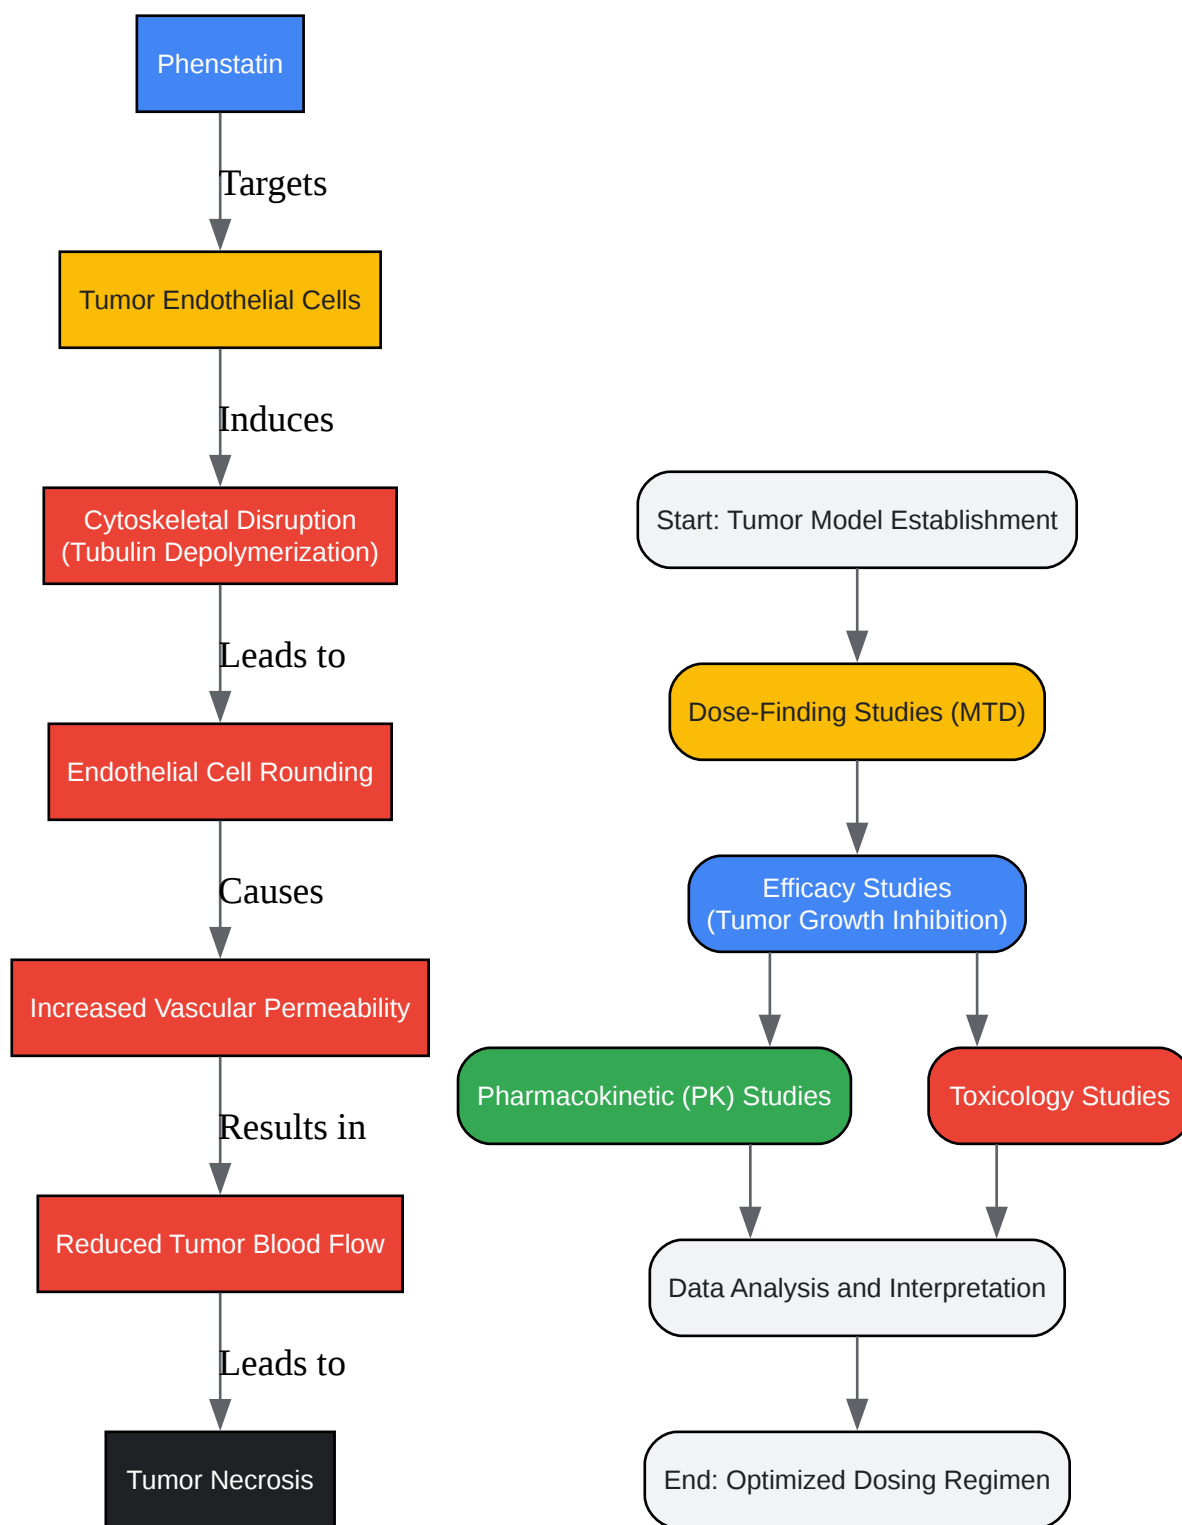 Phenstatin
Targets
Tumor Endothelial Cells
Induces
Cytoskeletal Disruption
(Tubulin Depolymerization)
Leads to
Endothelial Cell Rounding
Causes
Increased Vascular Permeability
Results in
Reduced Tumor Blood Flow
Leads to
Tumor Necrosis
Start: Tumor Model Establishment
Dose-Finding Studies (MTD)
Efficacy Studies
(Tumor Growth Inhibition)
Pharmacokinetic (PK) Studies
Toxicology Studies
Data Analysis and Interpretation
End: Optimized Dosing Regimen